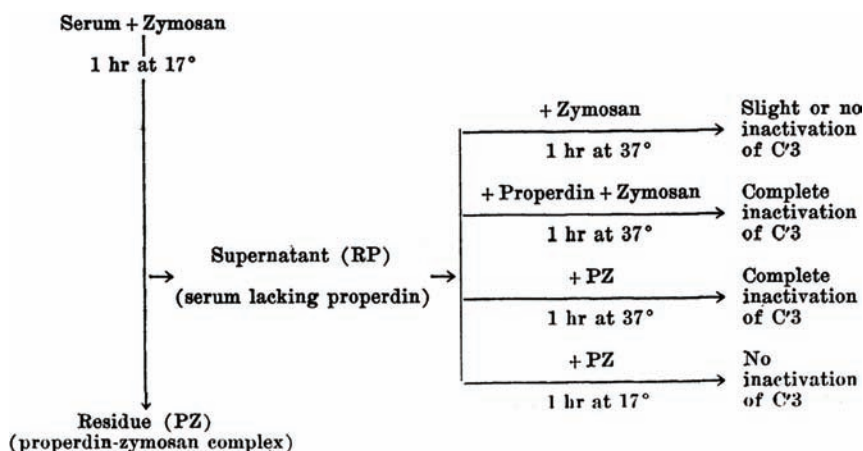 Serum + Zymosan
1 hr at 17°
+ Zymosan
1 hr at 37°
Slight or no
inactivation
of C′3
+ Properdin + Zymosan
1 hr at 37°
Complete
inactivation
of C′3
Supernatant (RP)
(serum lacking properdin)
+ PZ
1 hr at 37°
Complete
inactivation
of C′3
+ PZ
1 hr at 17°
No
inactivation
of C′3
Residue (PZ)
(properdin-zymosan complex)